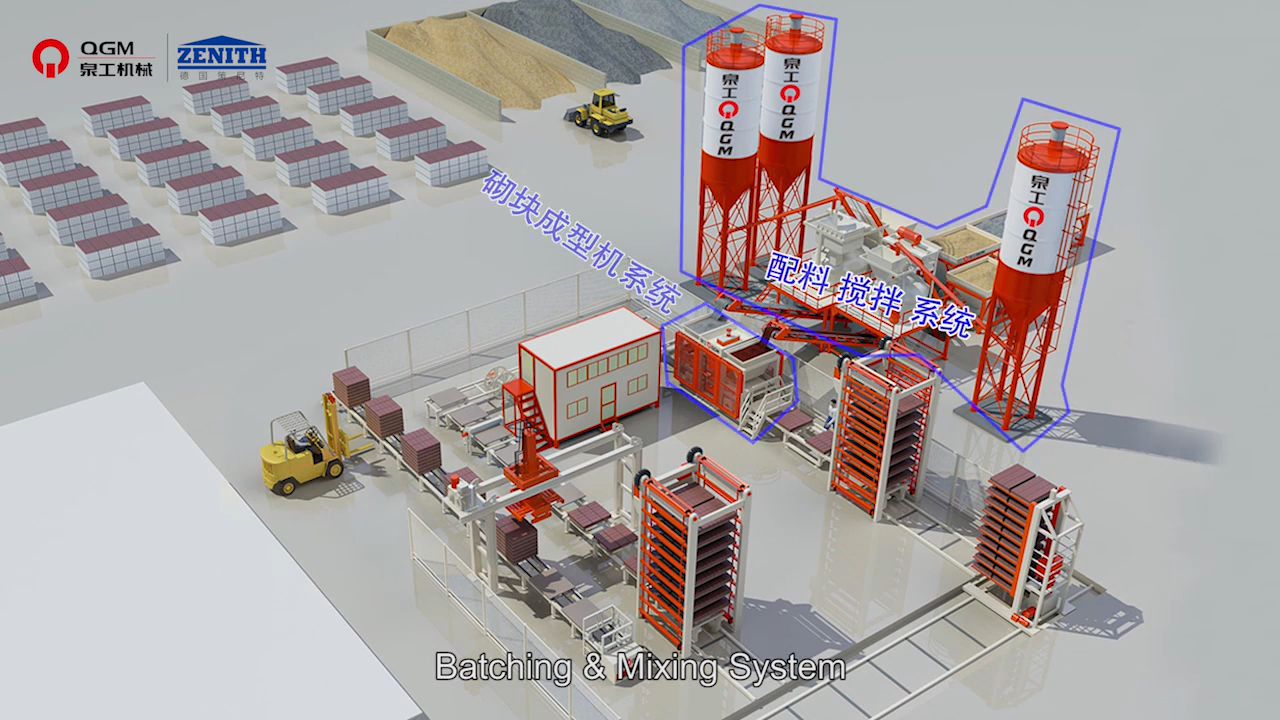 QGM
泉工机械
ZENITH
德国策尼特
泉工
QGM
泉工
QGM
泉工
QGM
砌块成型机系统
配料 搅拌 系统
Batching & Mixing System